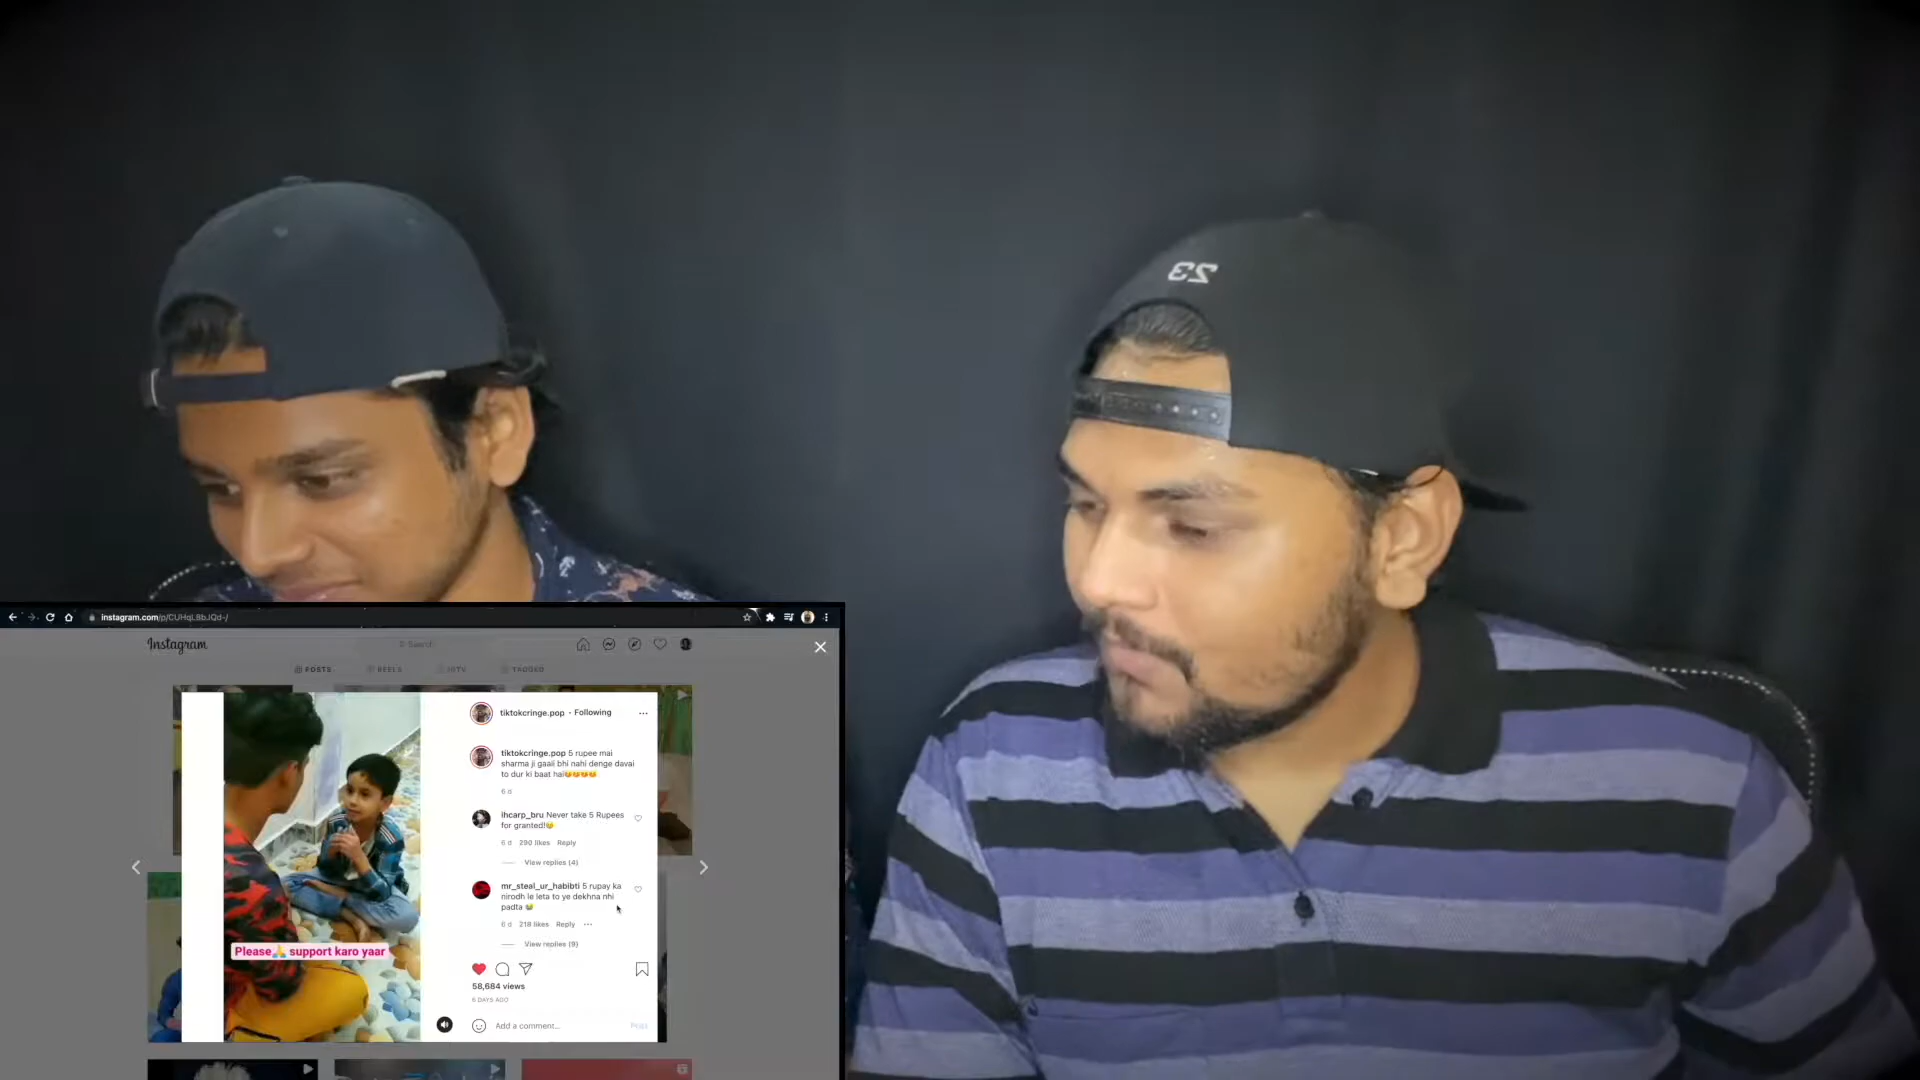 23
instagram.com/p/CUHqL8bJQd-/
Instagram
Search
POSTS
REELS
IGTV
TAGGED
tiktokcringe.pop • Following
tiktokcringe.pop 5 rupee mai
sharma ji gaali bhi nahi denge davai
to dur ki baat hai😂😂😂😂
6 d
ihcarp_bru Never take 5 Rupees
for granted!😂
6 d 290 likes Reply
View replies (4)
mr_steal_ur_habibti 5 rupay ka
nirodh le leta to ye dekhna nhi
padta 😭
6 d 218 likes Reply
View replies (9)
Please🙏 support karo yaar
58,684 views
6 DAYS AGO
Add a comment...
Post